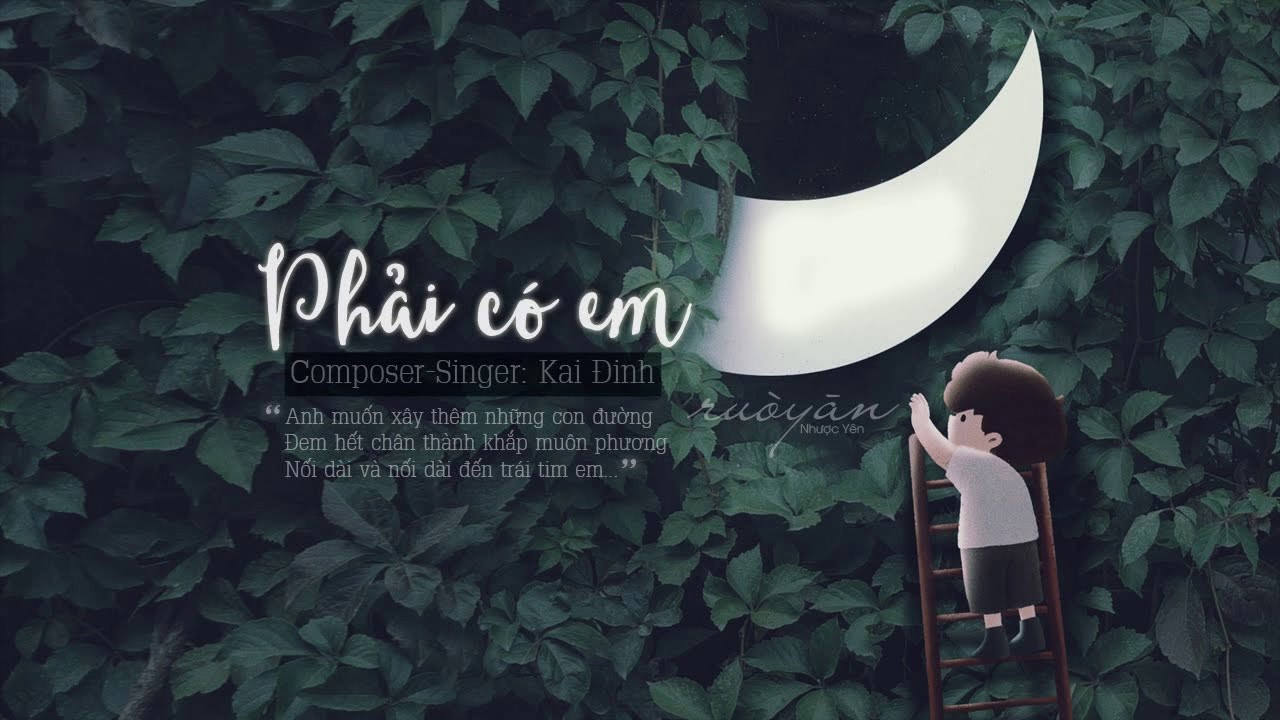 Phải có em
Composer-Singer: Kai Đinh
“ Anh muốn xây thêm những con đường
Đem hết chân thành khắp muôn phương
Nối dài và nối dài đến trái tim em... ”
ruòyān
Nhược Yên